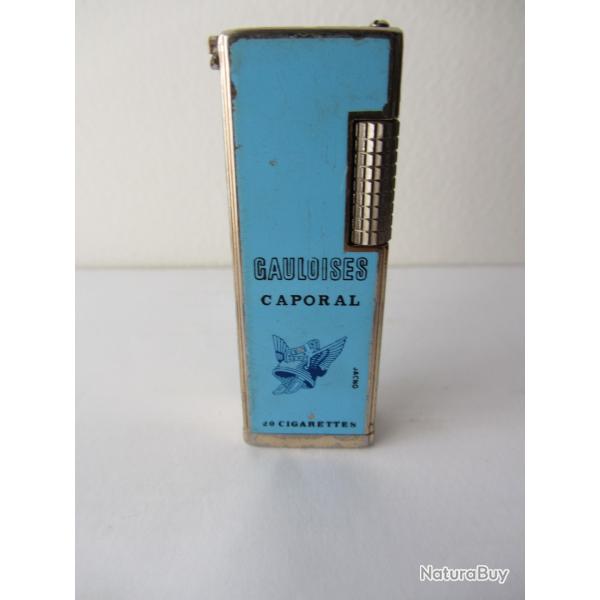 GAULOISES
CAPORAL
JACNO
20 CIGARETTES
NaturaBuy